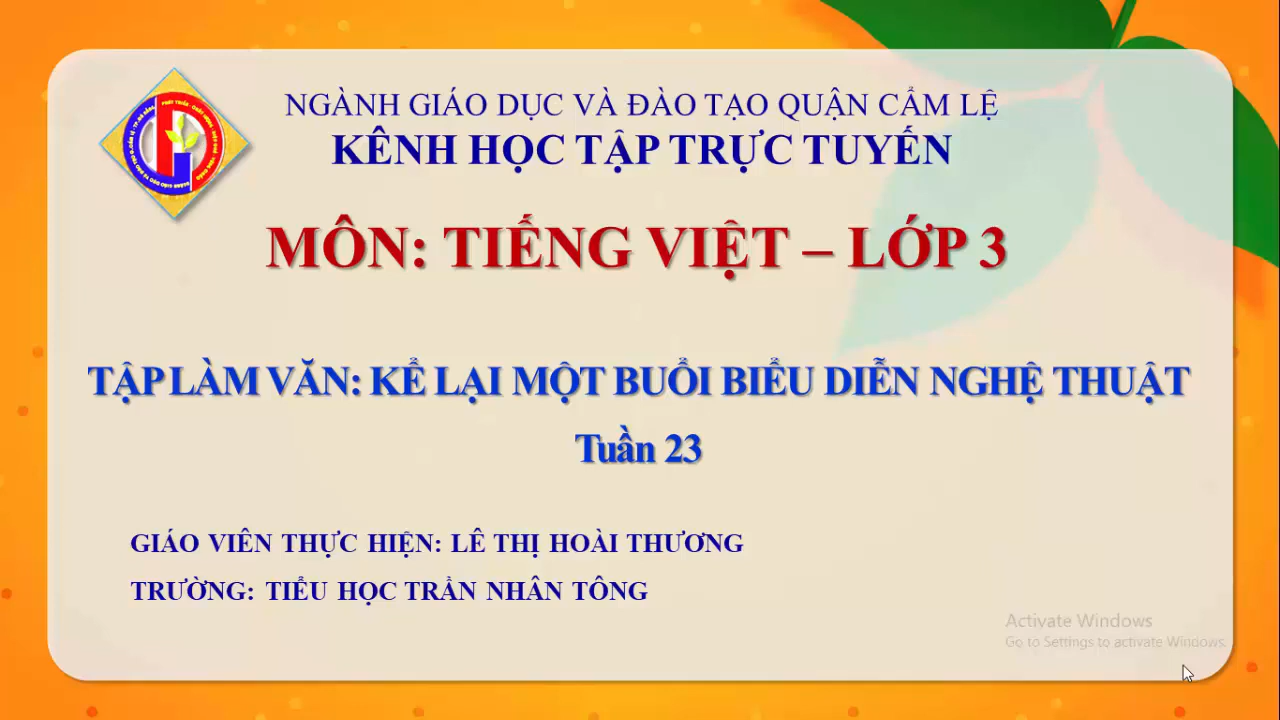 NGÀNH GIÁO DỤC VÀ ĐÀO TẠO QUẬN CẨM LỆ
KÊNH HỌC TẬP TRỰC TUYẾN
MÔN: TIẾNG VIỆT – LỚP 3
TẬP LÀM VĂN: KỂ LẠI MỘT BUỔI BIỂU DIỄN NGHỆ THUẬT
Tuần 23
GIÁO VIÊN THỰC HIỆN: LÊ THỊ HOÀI THƯƠNG
TRƯỜNG: TIỂU HỌC TRẦN NHÂN TÔNG
Activate Windows
Go to Settings to activate Windows.